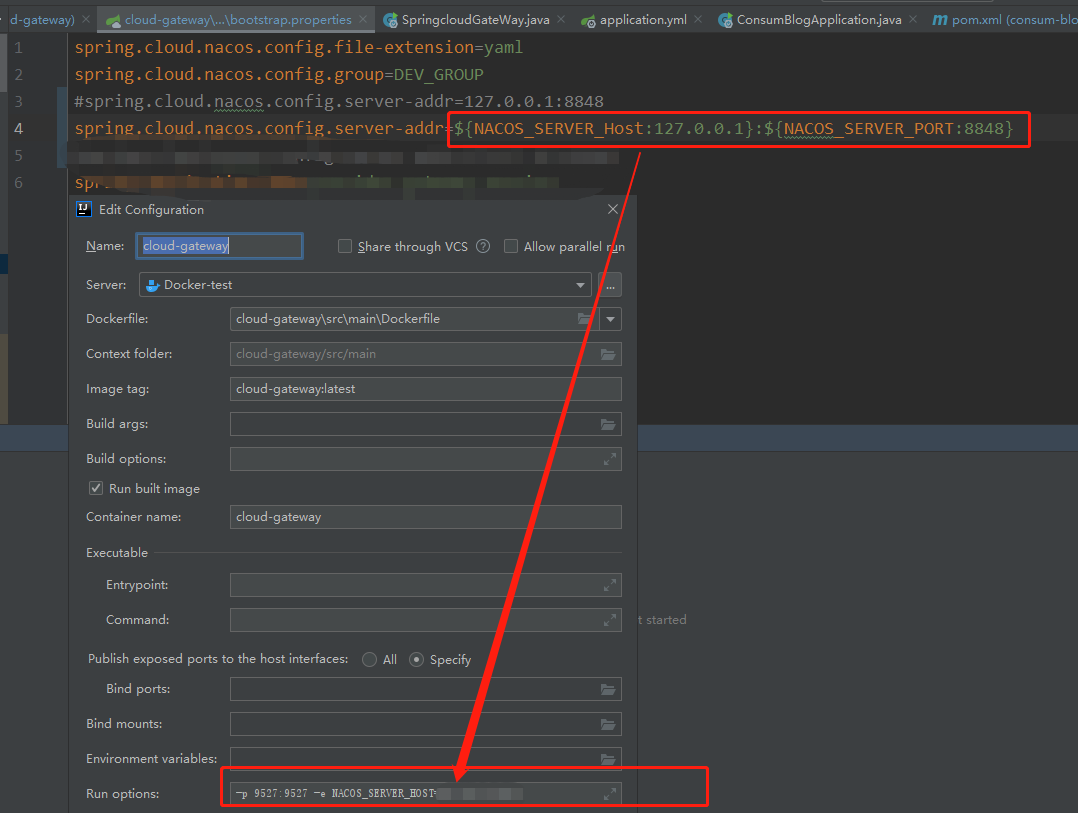 d-gateway)
cloud-gateway\...\bootstrap.properties
SpringcloudGateWay.java
application.yml
ConsumBlogApplication.java
pom.xml (consum-blo
1 spring.cloud.nacos.config.file-extension=yaml
2 spring.cloud.nacos.config.group=DEV_GROUP
3 #spring.cloud.nacos.config.server-addr=127.0.0.1:8848
4 spring.cloud.nacos.config.server-addr=${NACOS_SERVER_Host:127.0.0.1}:${NACOS_SERVER_PORT:8848}
5
6 sp
Edit Configuration
Name: cloud-gateway
Share through VCS ?
Allow parallel run
Server: Docker-test ...
Dockerfile: cloud-gateway\src\main\Dockerfile
Context folder: cloud-gateway/src/main
Image tag: cloud-gateway:latest
Build args:
Build options:
Run built image
Container name: cloud-gateway
Executable
Entrypoint:
Command:
t started
Publish exposed ports to the host interfaces: All Specify
Bind ports:
Bind mounts:
Environment variables:
Run options: -p 9527:9527 -e NACOS_SERVER_HOST=